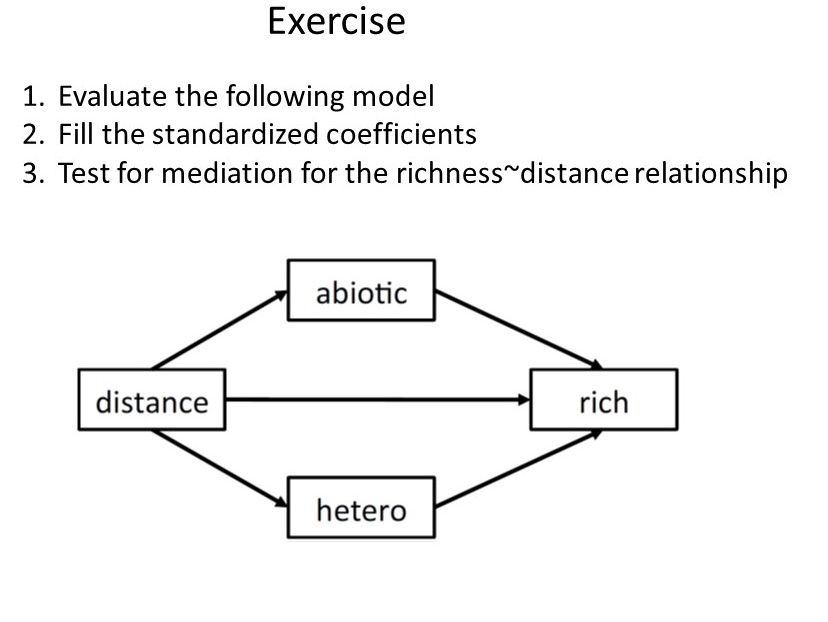 Exercise
1. Evaluate the following model
2. Fill the standardized coefficients
3. Test for mediation for the richness~distance relationship
abiotic
distance
rich
hetero